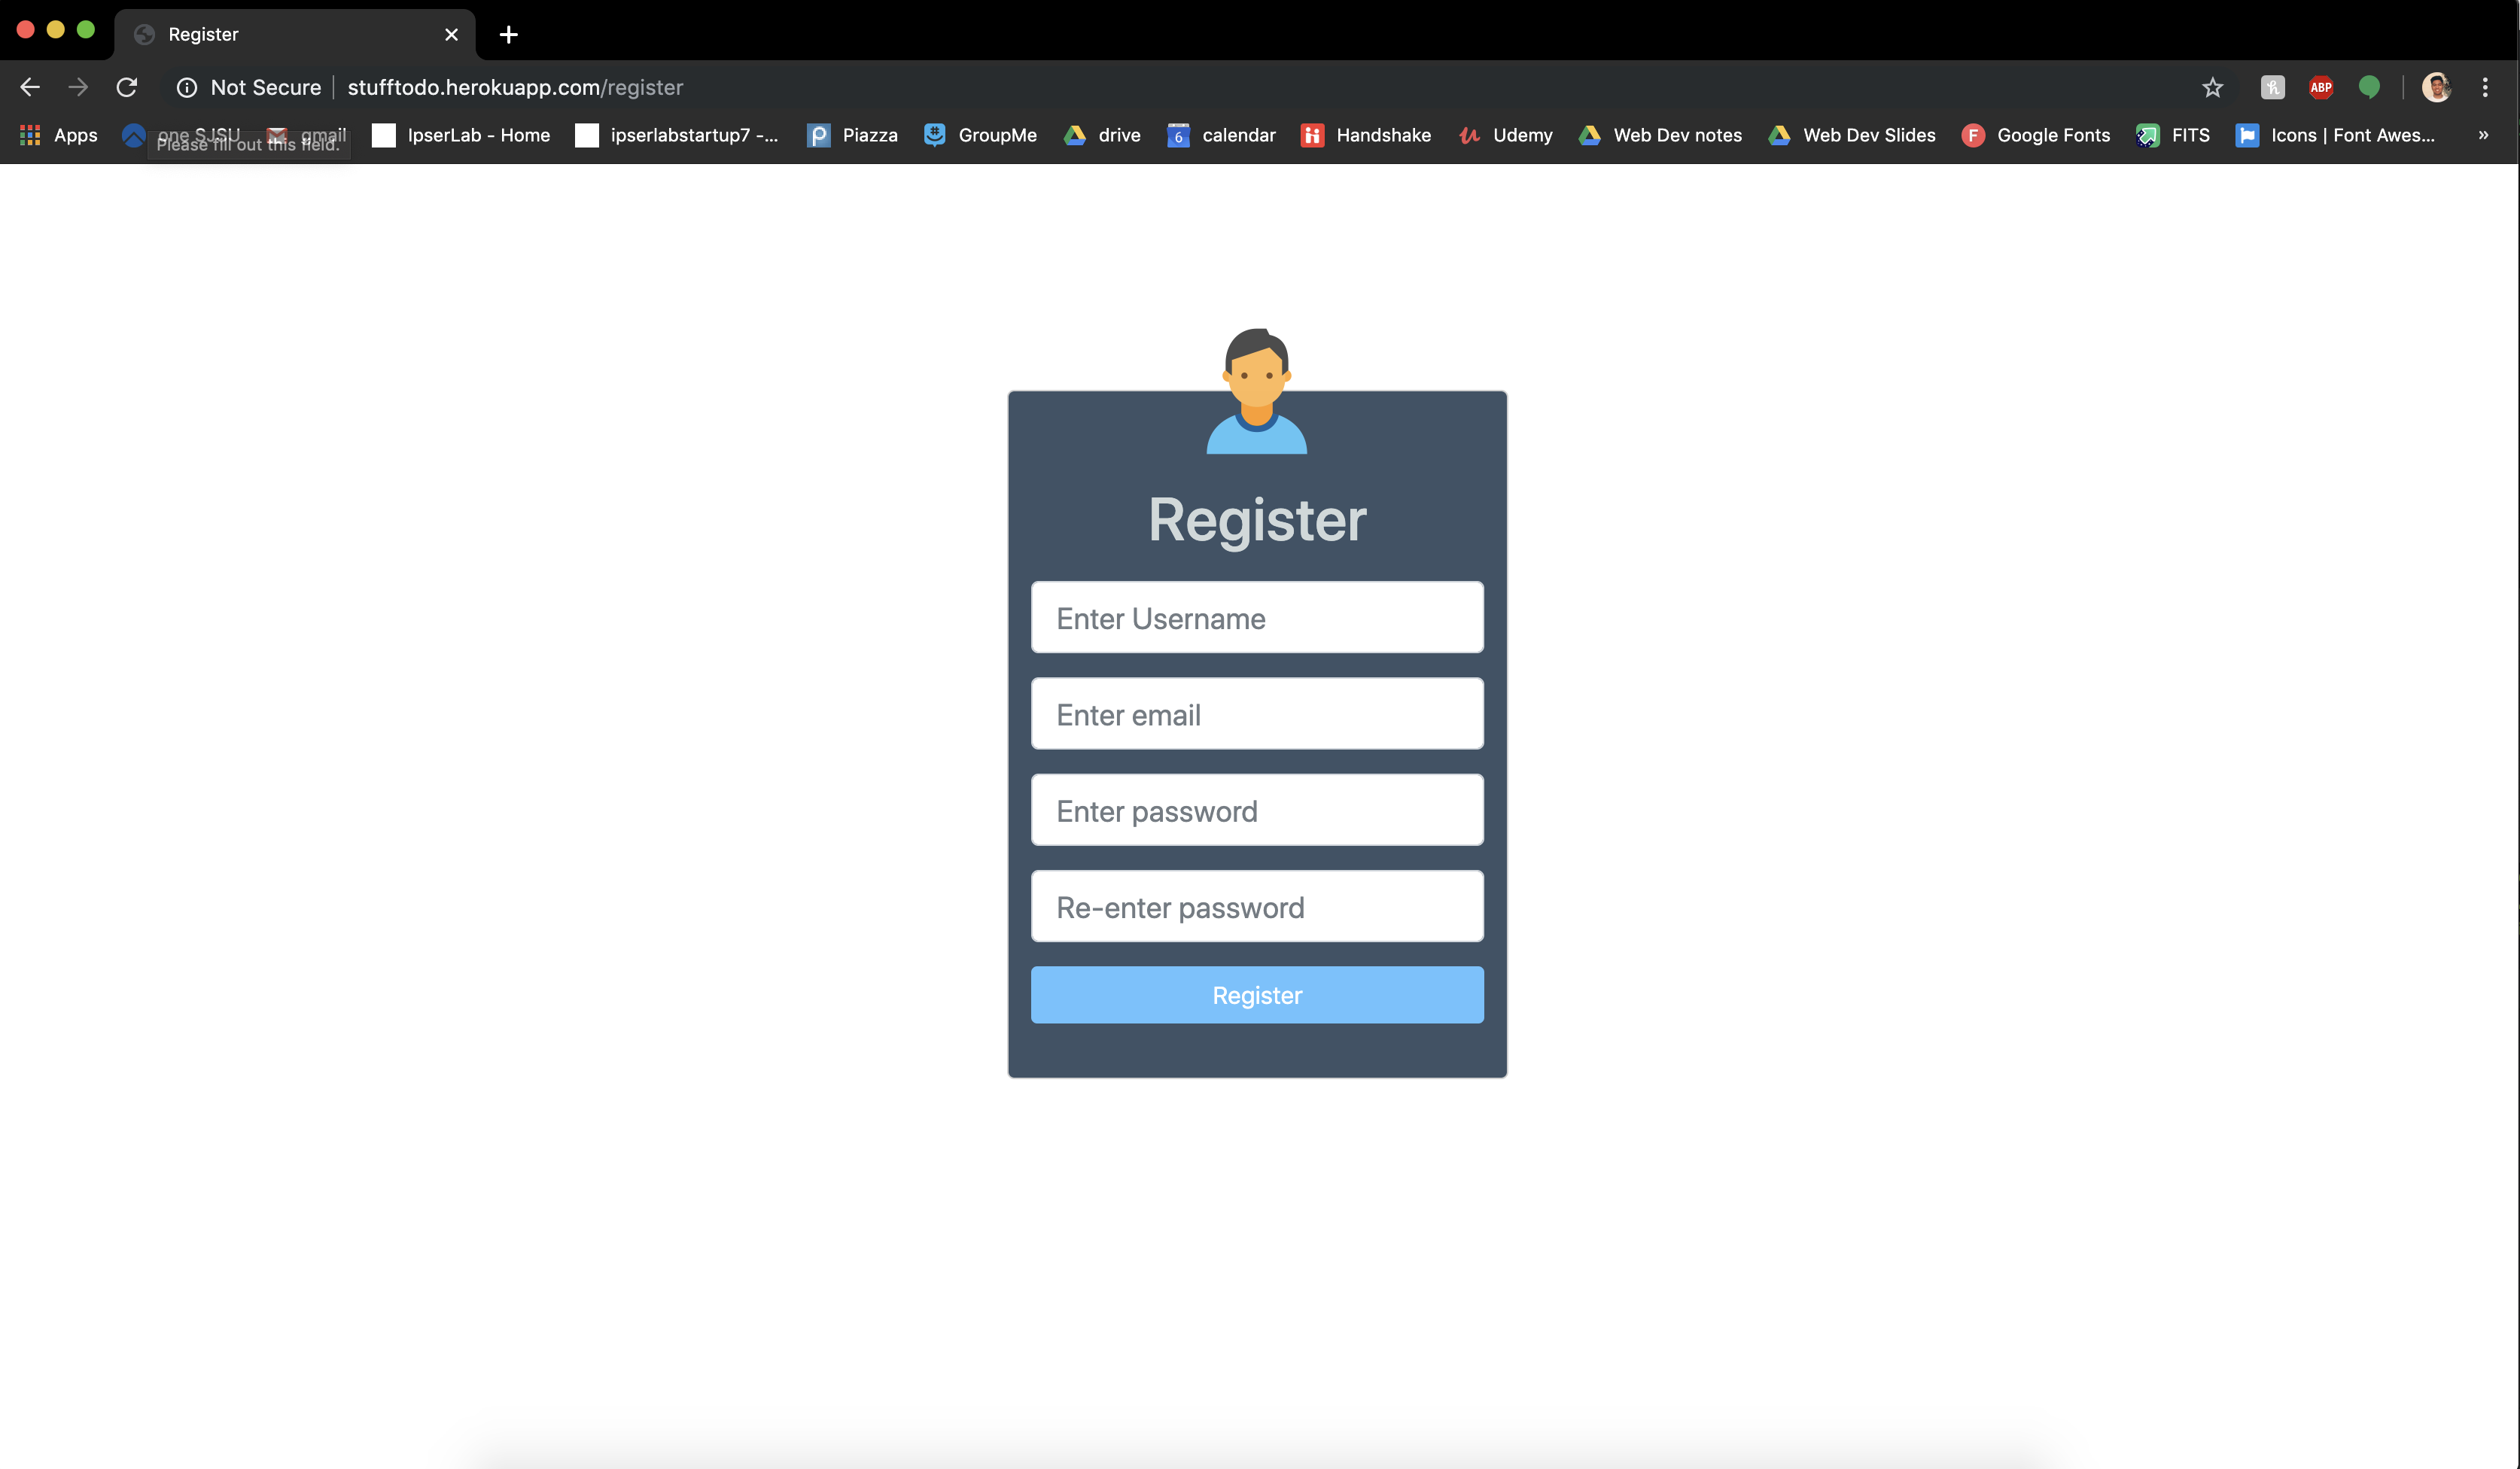 Register
Not Secure stufftodo.herokuapp.com/register
ABP
Apps one SJSU gmail IpserLab - Home ipserlabstartup7 -... Piazza GroupMe drive 6 calendar Handshake Udemy Web Dev notes Web Dev Slides F Google Fonts FITS Icons | Font Awes... »
Please fill out this field.
Register
Enter Username
Enter email
Enter password
Re-enter password
Register